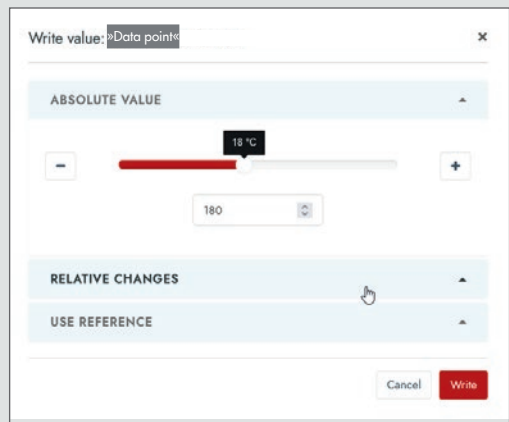 Write value: »Data point« ×
ABSOLUTE VALUE
18 °C
− +
180
RELATIVE CHANGES
USE REFERENCE
Cancel Write